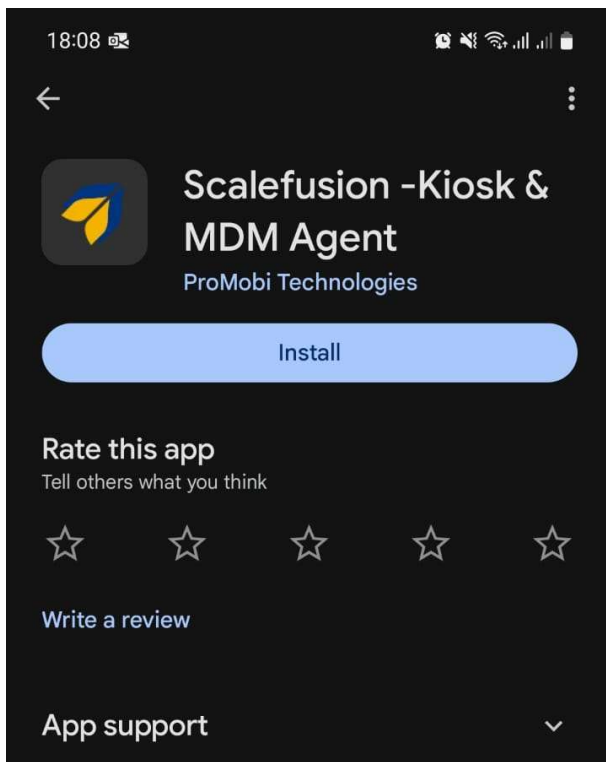 18:08
Scalefusion -Kiosk &
MDM Agent
ProMobi Technologies
Install
Rate this app
Tell others what you think
Write a review
App support